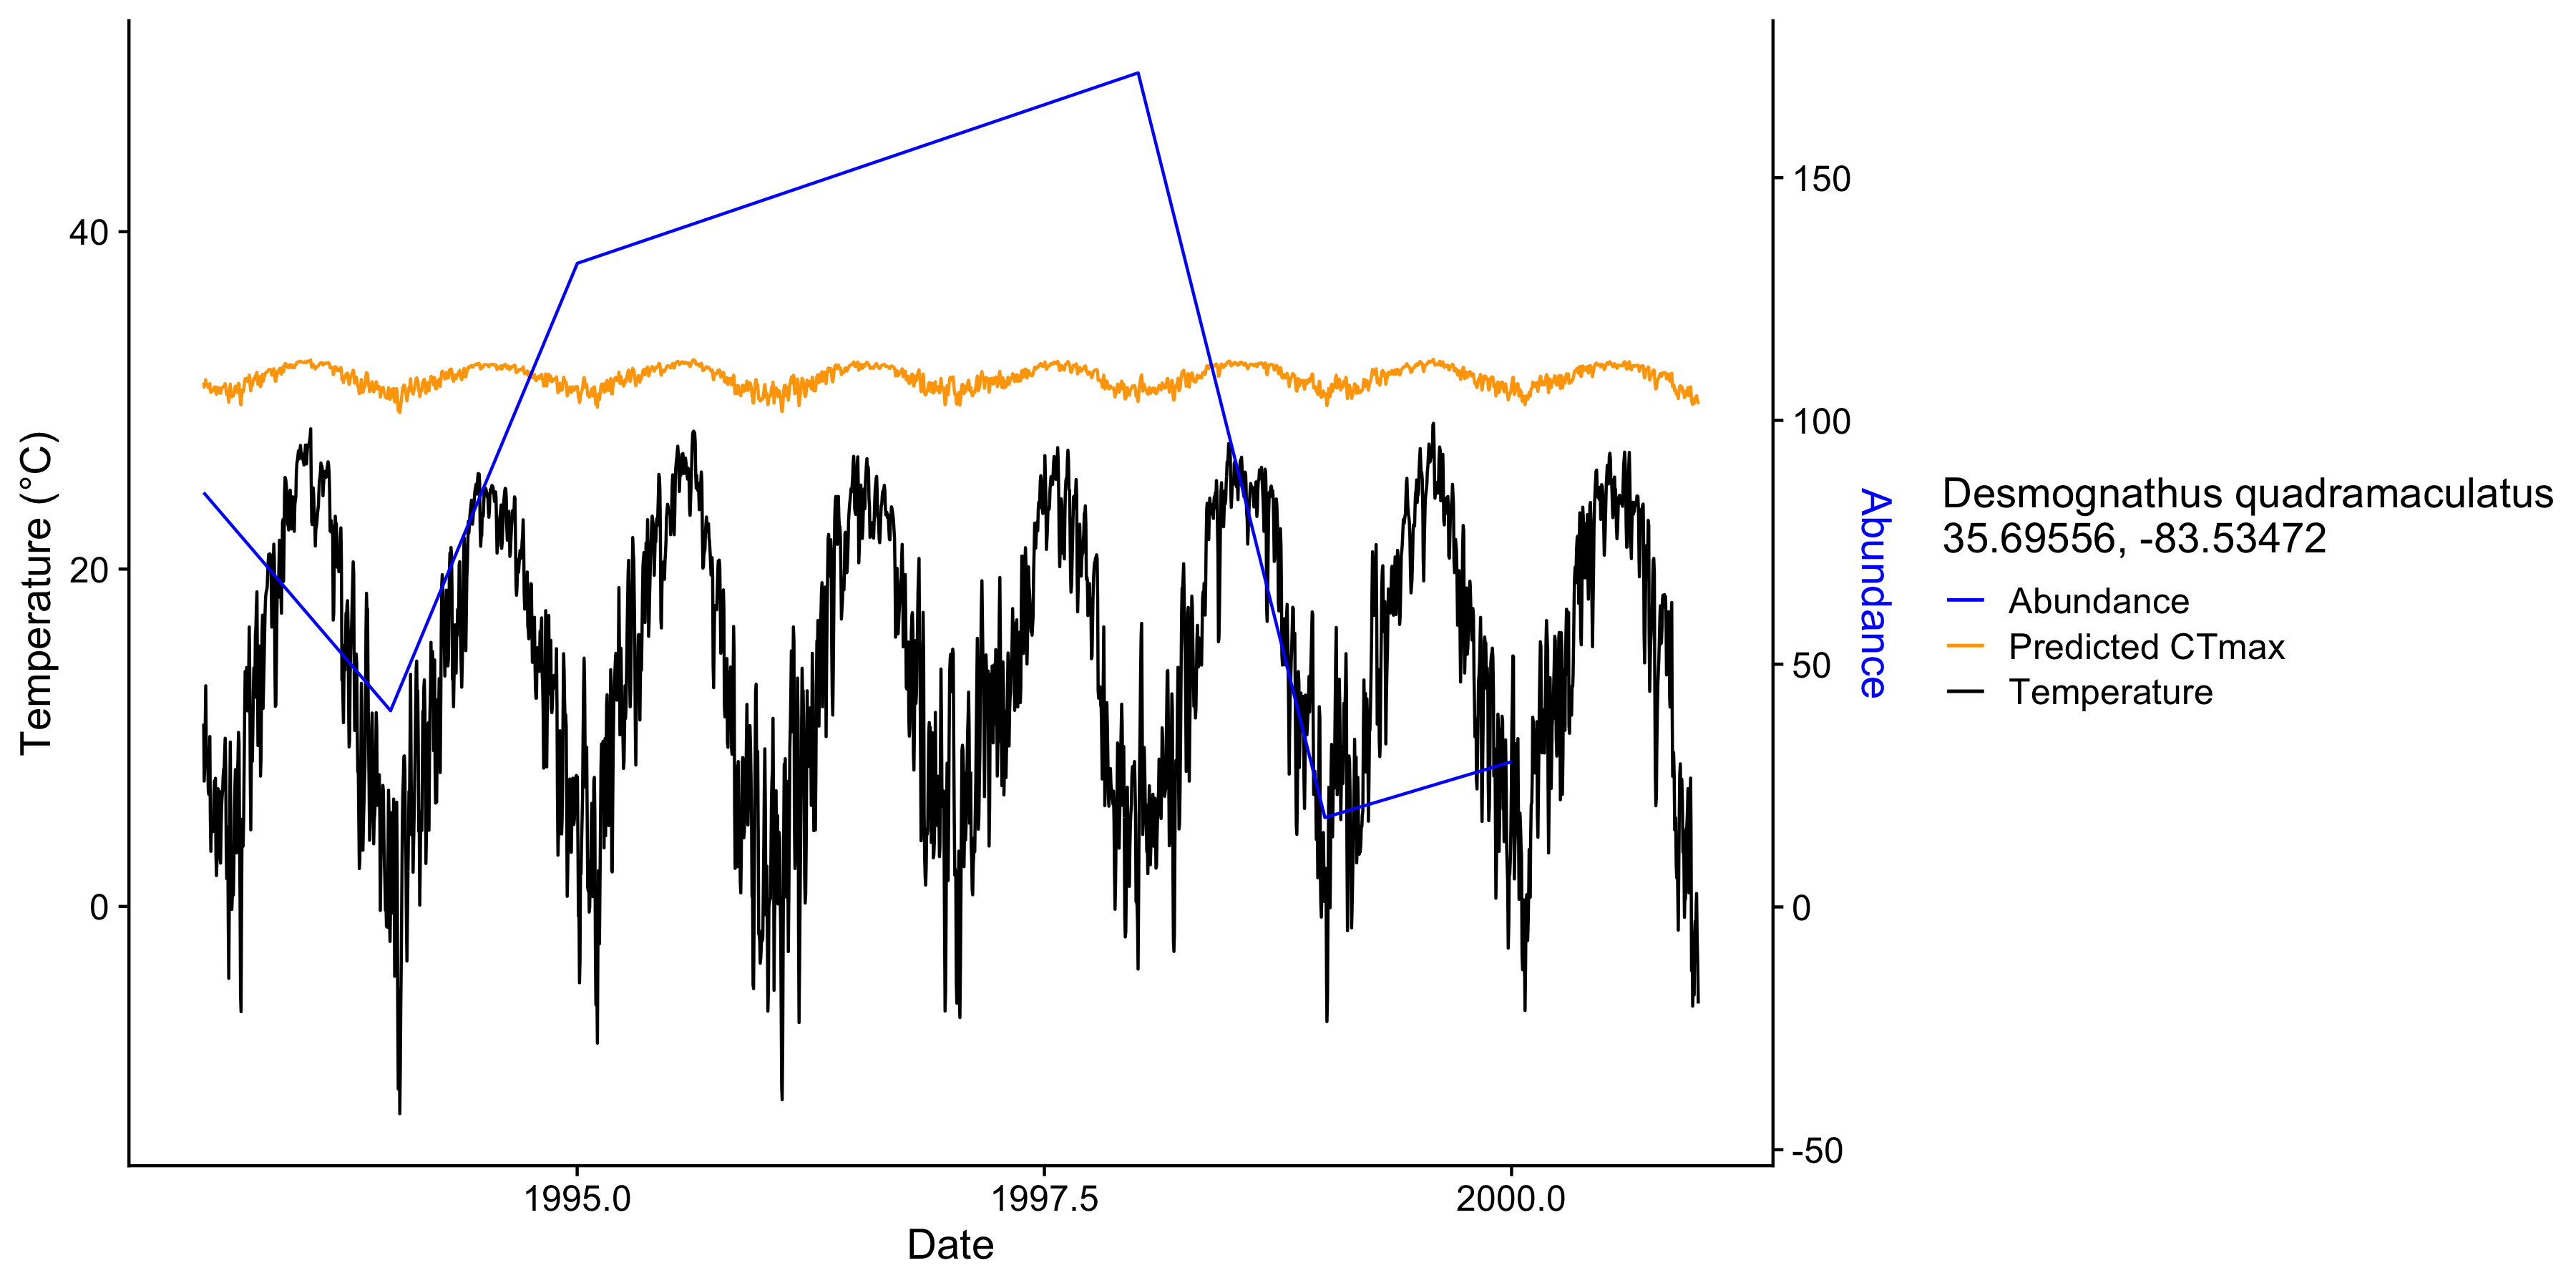 Temperature (°C)
40
20
0
1995.0
1997.5
2000.0
Date
150
100
50
0
-50
Abundance
Desmognathus quadramaculatus
35.69556, -83.53472
Abundance
Predicted CTmax
Temperature